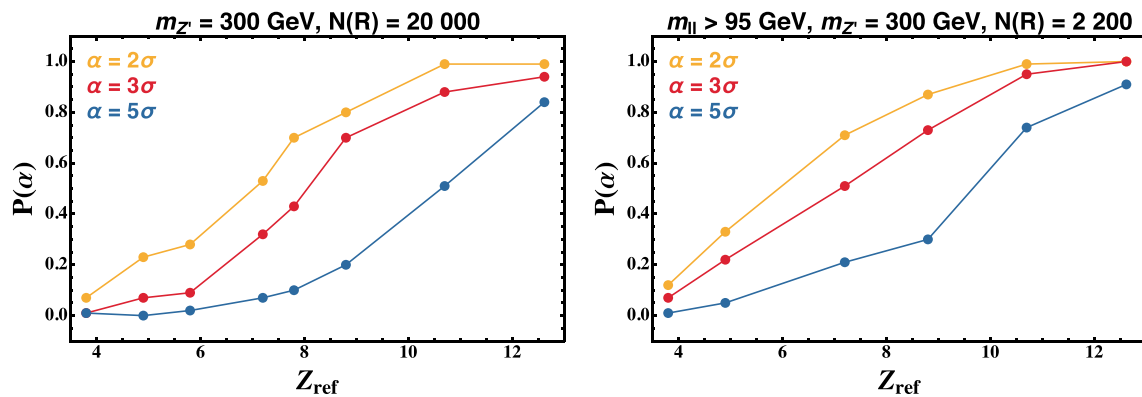 m_Z' = 300 GeV, N(R) = 20 000
α = 2σ
α = 3σ
α = 5σ
P(α)
1.0
0.8
0.6
0.4
0.2
0.0
4 6 8 10 12
Z_ref
m_ll > 95 GeV, m_Z' = 300 GeV, N(R) = 2 200
α = 2σ
α = 3σ
α = 5σ
P(α)
1.0
0.8
0.6
0.4
0.2
0.0
4 6 8 10 12
Z_ref